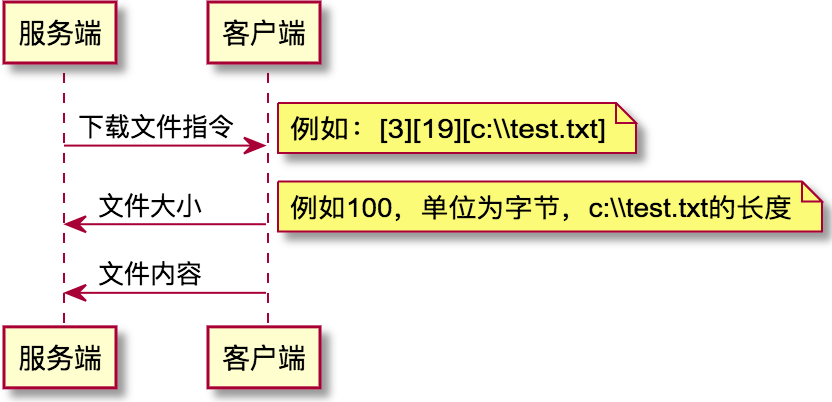 服务端 客户端
下载文件指令 例如：[3][19][c:\\test.txt]
文件大小 例如100，单位为字节，c:\\test.txt的长度
文件内容
服务端 客户端